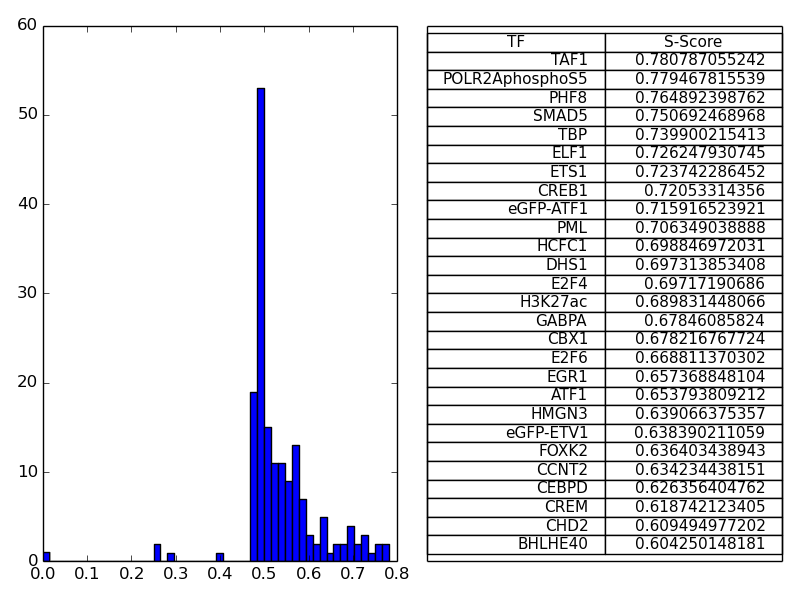 60
50
40
30
20
10
0
0.0 0.1 0.2 0.3 0.4 0.5 0.6 0.7 0.8
TF S-Score
TAF1 0.780787055242
POLR2AphosphoS5 0.779467815539
PHF8 0.764892398762
SMAD5 0.750692468968
TBP 0.739900215413
ELF1 0.726247930745
ETS1 0.723742286452
CREB1 0.72053314356
eGFP-ATF1 0.715916523921
PML 0.706349038888
HCFC1 0.698846972031
DHS1 0.697313853408
E2F4 0.69717190686
H3K27ac 0.689831448066
GABPA 0.67846085824
CBX1 0.678216767724
E2F6 0.668811370302
EGR1 0.657368848104
ATF1 0.653793809212
HMGN3 0.639066375357
eGFP-ETV1 0.638390211059
FOXK2 0.636403438943
CCNT2 0.634234438151
CEBPD 0.626356404762
CREM 0.618742123405
CHD2 0.609494977202
BHLHE40 0.604250148181